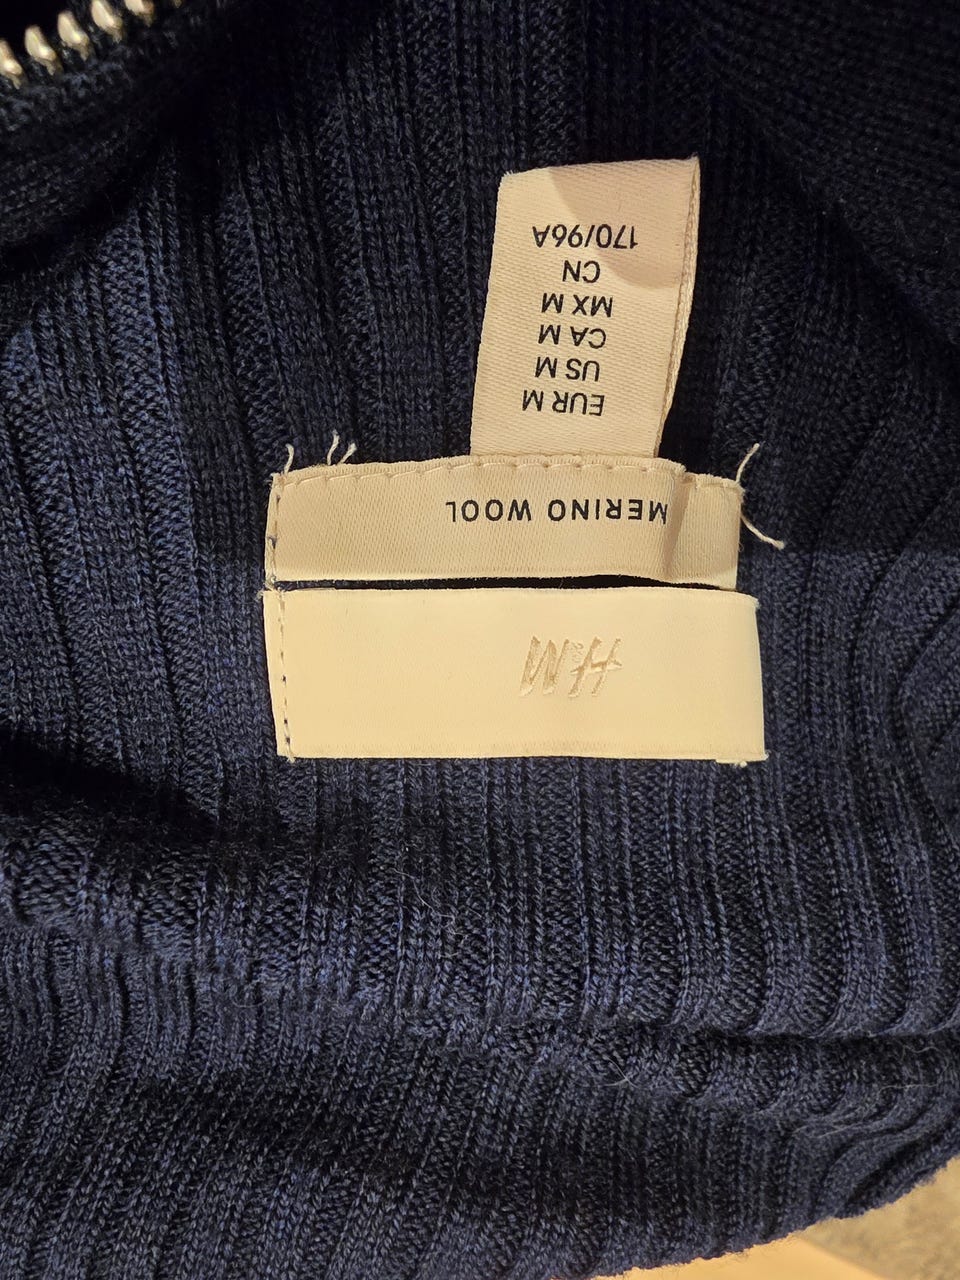 H&M
MERINO WOOL
EUR M
US M
CA M
MX M
CN
170/96A